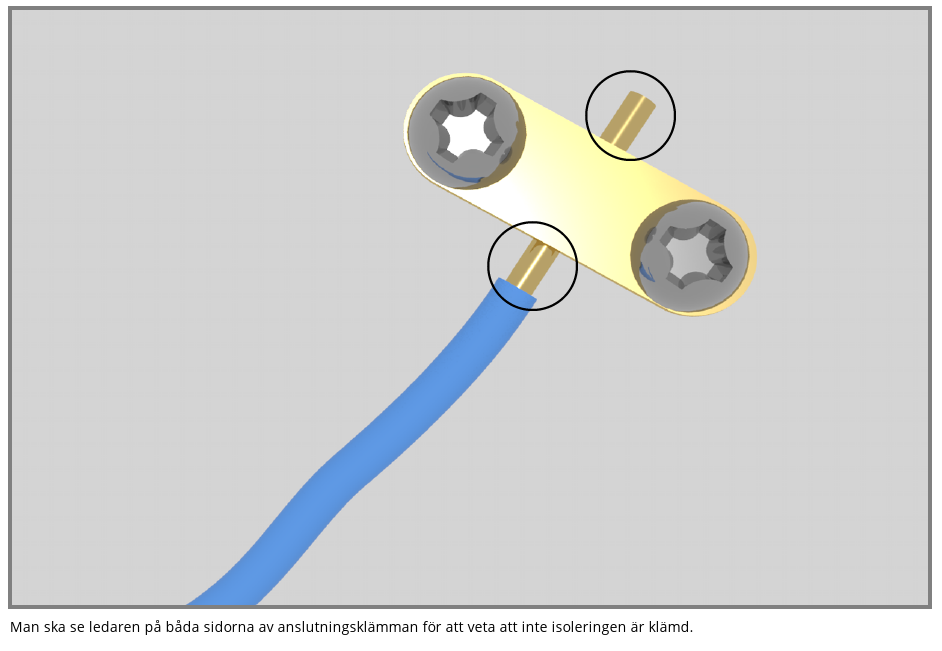 Man ska se ledaren på båda sidorna av anslutningsklämman för att veta att inte isoleringen är klämd.